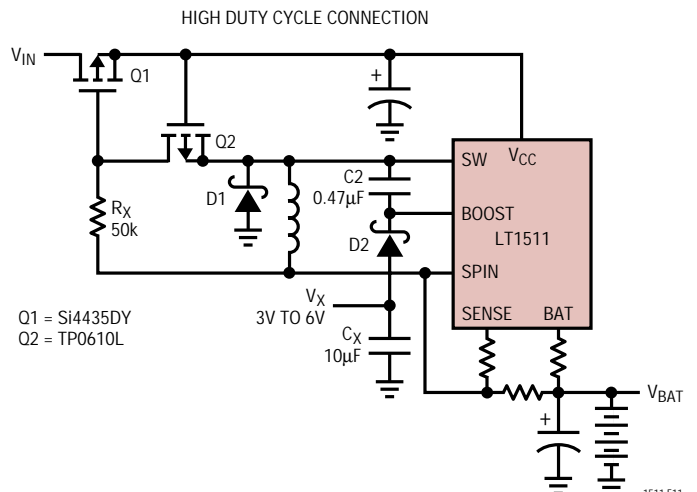 HIGH DUTY CYCLE CONNECTION
VIN
Q1
Q2
+
SW
VCC
C2
0.47µF
D1
RX
50k
BOOST
LT1511
D2
SPIN
VX
3V TO 6V
SENSE
BAT
Q1 = Si4435DY
Q2 = TP0610L
CX
10µF
VBAT
+